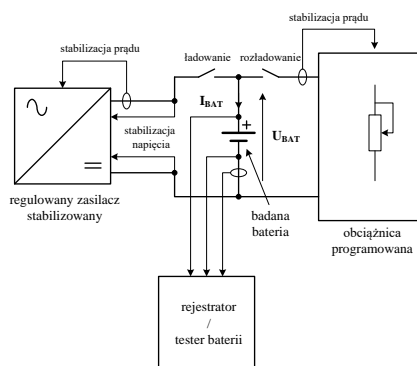 stabilizacja prądu
stabilizacja prądu
ładowanie
rozładowanie
I_BAT
stabilizacja
napięcia
+
U_BAT
regulowany zasilacz
stabilizowany
badana
bateria
obciążnica
programowana
rejestrator
/
tester baterii